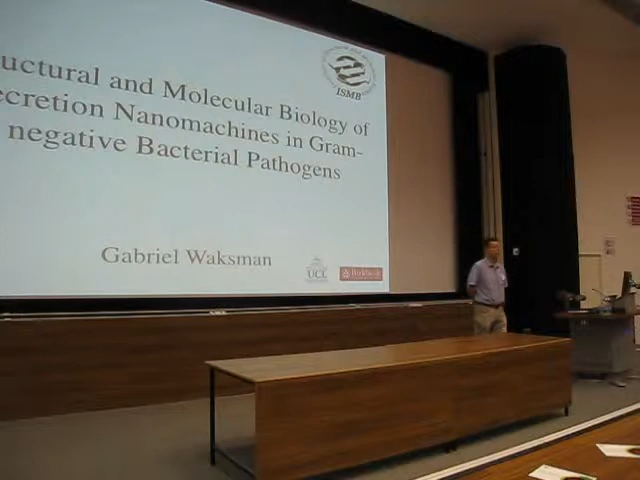 uctural and Molecular Biology of
ecretion Nanomachines in Gram-
negative Bacterial Pathogens
ISMB
Gabriel Waksman
UCL
Birkbeck